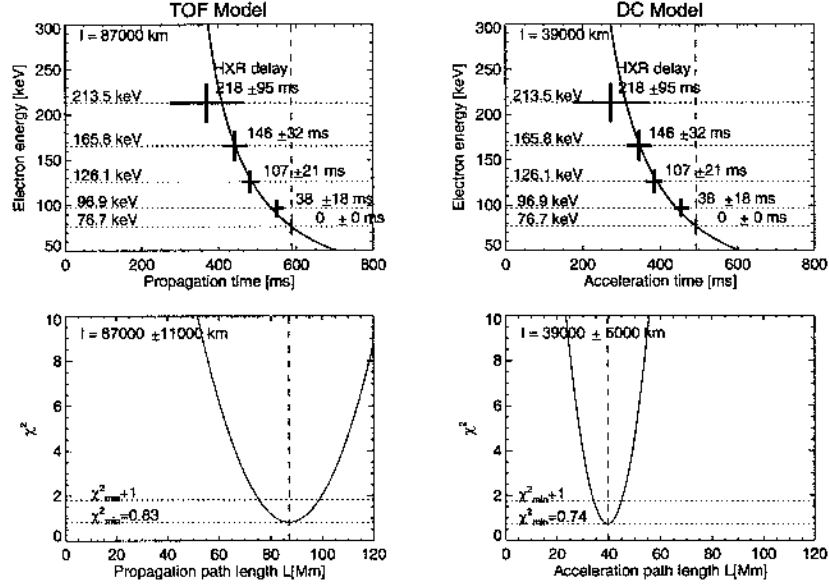 TOF Model
l = 87000 km
HXR delay
218 ±95 ms
213.5 keV
146 ±32 ms
165.8 keV
107 ±21 ms
126.1 keV
38 ±18 ms
96.9 keV
0 ± 0 ms
76.7 keV
Electron energy [keV]
300
250
200
150
100
50
0 200 400 600 800
Propagation time [ms]
DC Model
l = 39000 km
HXR delay
218 ±95 ms
213.5 keV
146 ±32 ms
165.8 keV
107 ±21 ms
126.1 keV
38 ±18 ms
96.9 keV
0 ± 0 ms
76.7 keV
Electron energy [keV]
300
250
200
150
100
50
0 200 400 600 800
Acceleration time [ms]
l = 87000 ±11000 km
χ²min+1
χ²min=0.83
χ²
10
8
6
4
2
0
0 20 40 60 80 100 120
Propagation path length L[Mm]
l = 39000 ± 5000 km
χ²min+1
χ²min=0.74
χ²
10
8
6
4
2
0
0 20 40 60 80 100 120
Acceleration path length L[Mm]